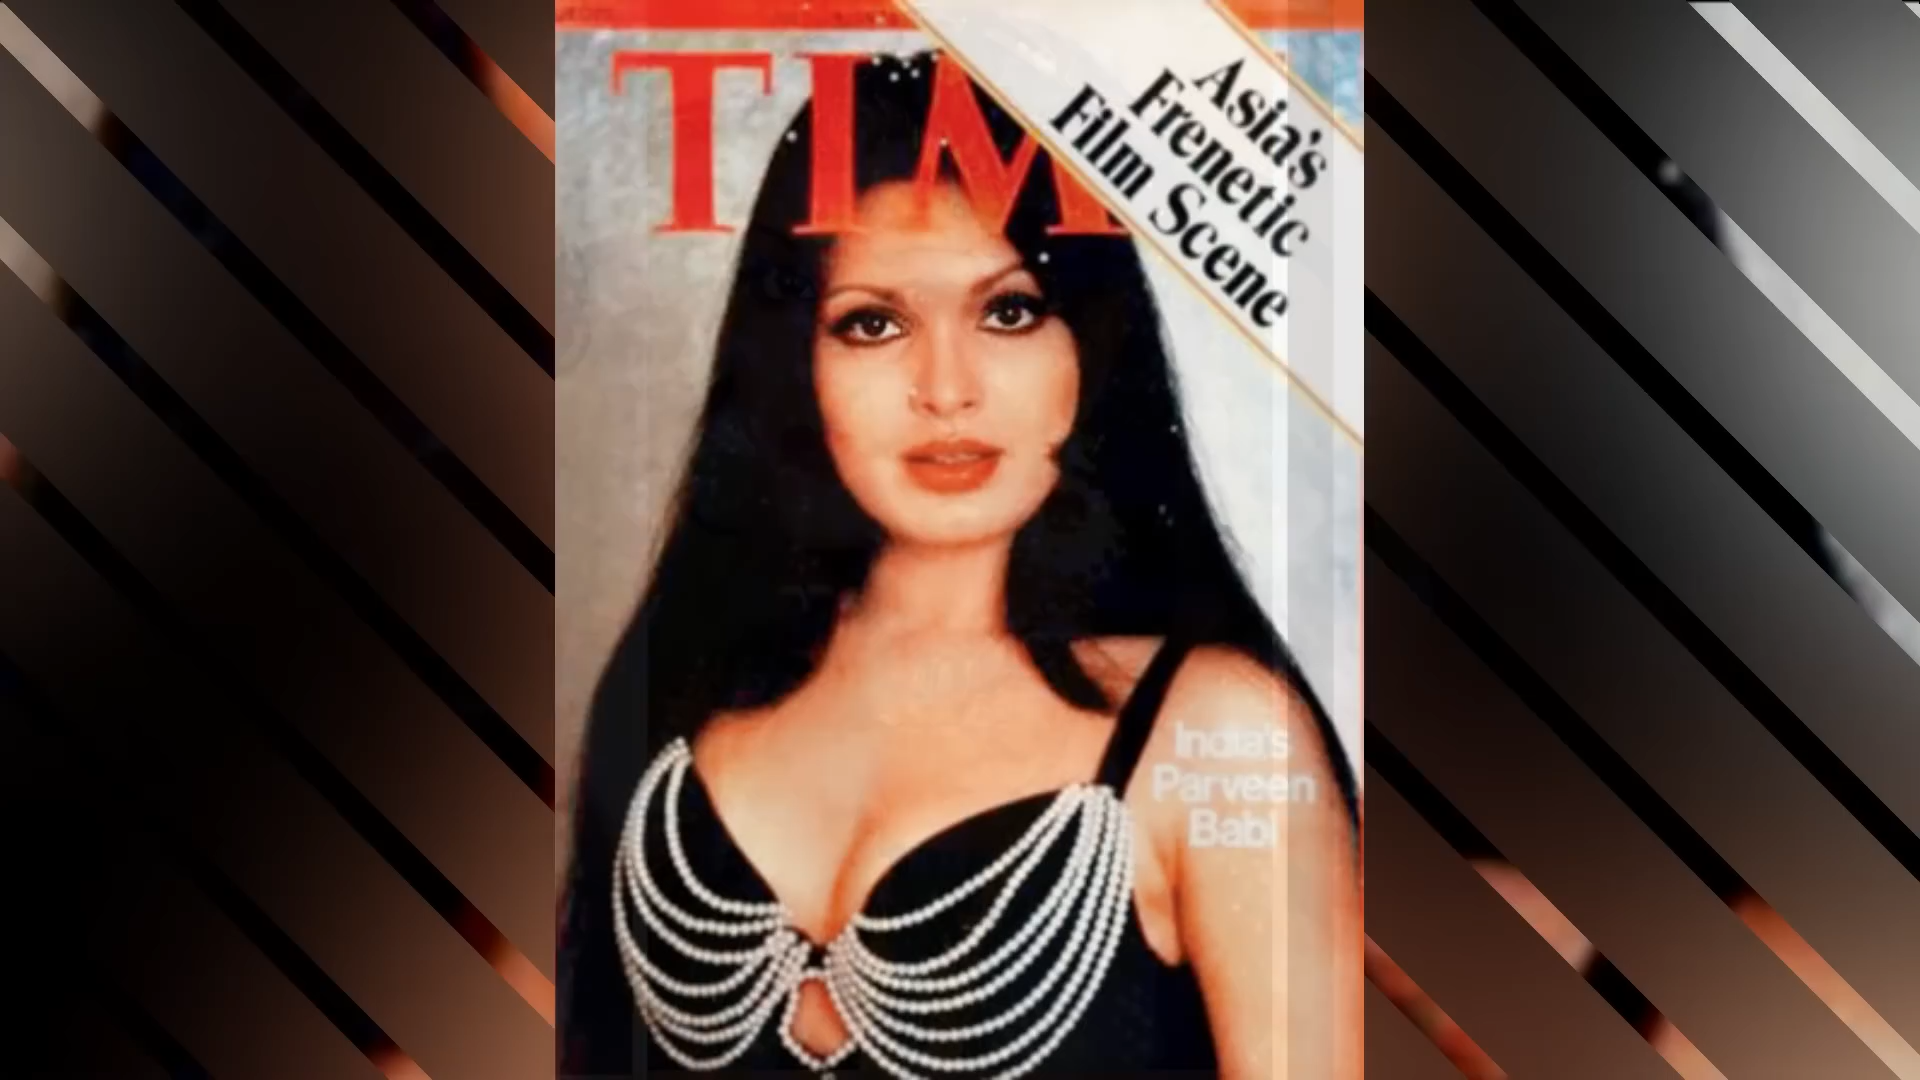 TIM
Asia's
Frenetic
Film Scene
India's
Parveen
Babi